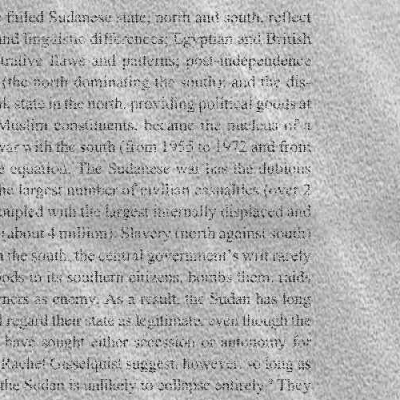 failed Sudanese state; north and south, reflect
and linguistic differences; Egyptian and British
trative flaws and patterns; post-independence
(the north dominating the south); and the dis-
state in the north, providing political goods at
Muslim constituents, became the nucleus of a
war with the south (from 1955 to 1972 and from
equation. The Sudanese war has the dubious
the largest number of civilian casualties (over 2
coupled with the largest internally displaced and
(about 4 million). Slavery (north against south)
the south, the central government's writ rarely
goods to its southern citizens, bombs them, raids
as enemy. As a result, the Sudan has long
regard their state as legitimate, even though the
have sought either secession or autonomy for
Rachel Gisselquist suggest, however, so long as
the Sudan is unlikely to collapse entirely. They